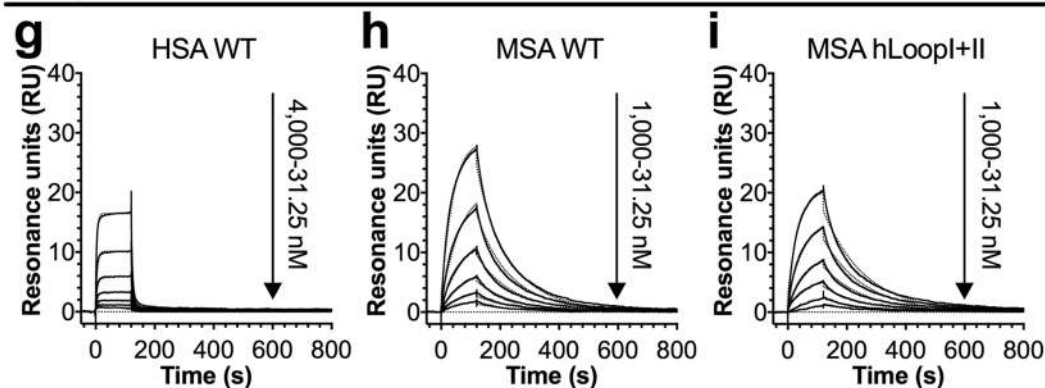 g HSA WT
Resonance units (RU)
40
30
20
10
0
4,000-31.25 nM
0 200 400 600 800
Time (s)
h MSA WT
Resonance units (RU)
40
30
20
10
0
1,000-31.25 nM
0 200 400 600 800
Time (s)
i MSA hLoopI+II
Resonance units (RU)
40
30
20
10
0
1,000-31.25 nM
0 200 400 600 800
Time (s)